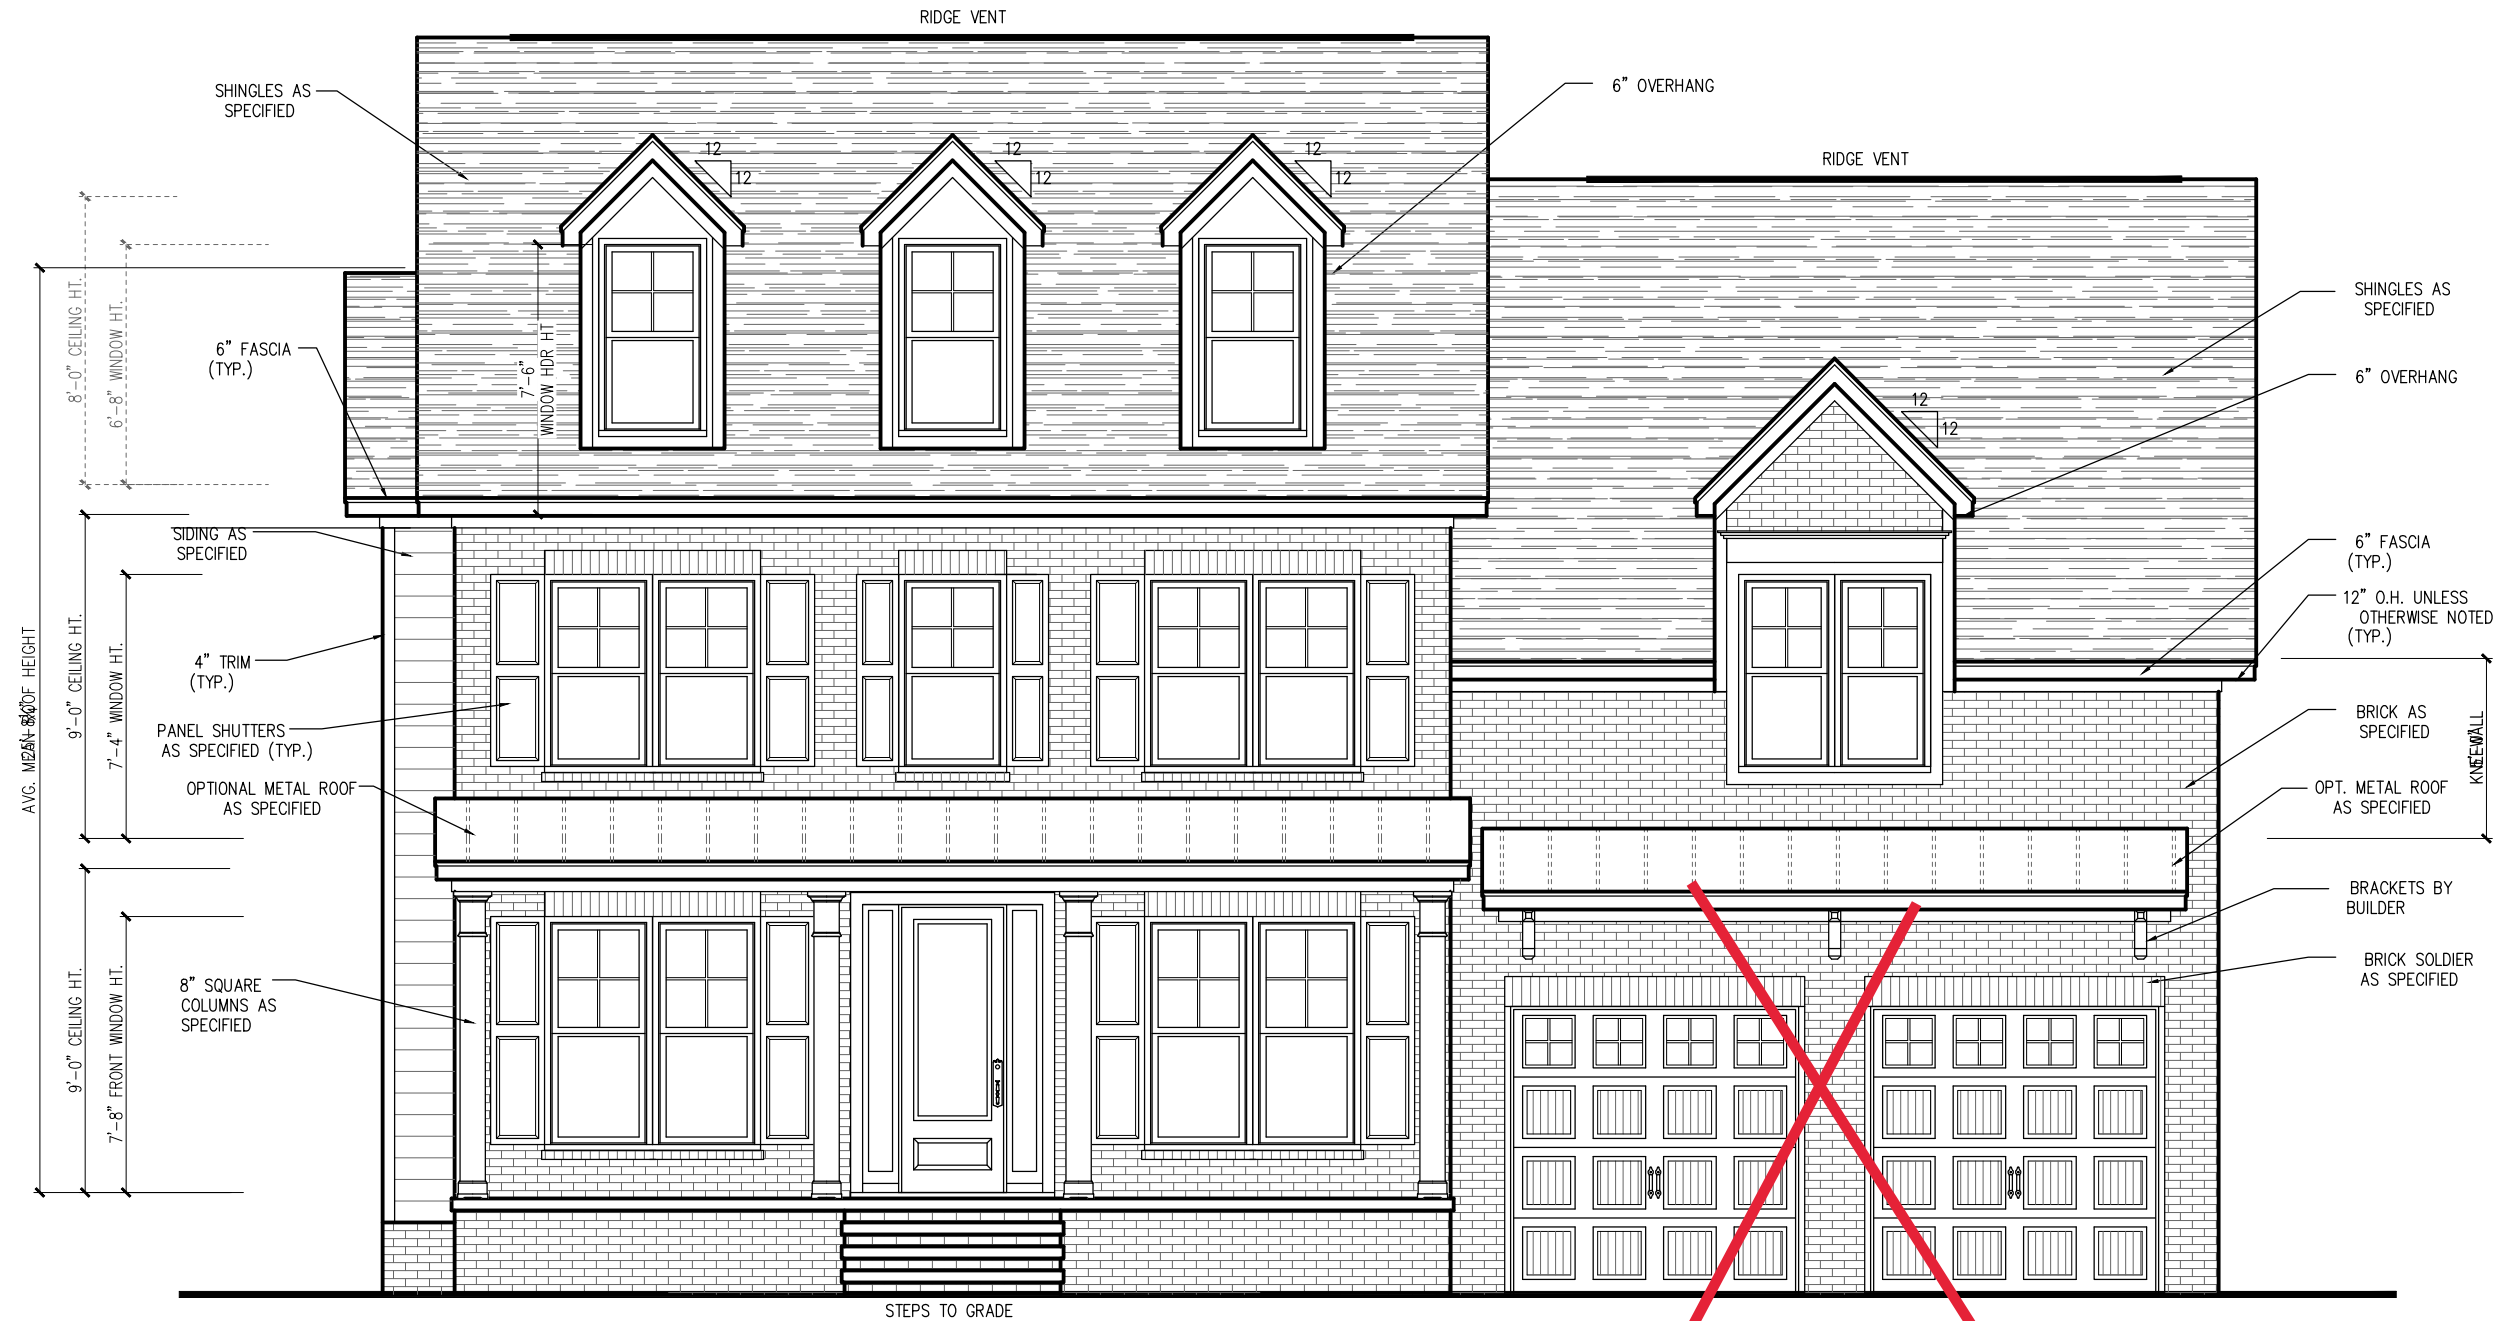 RIDGE VENT
SHINGLES AS
SPECIFIED
6" OVERHANG
12
12
12
12
12
12
RIDGE VENT
8'-0" CEILING HT.
6'-8" WINDOW HT.
6" FASCIA
(TYP.)
7'-6"
WINDOW HDR HT
SHINGLES AS
SPECIFIED
6" OVERHANG
12
12
SIDING AS
SPECIFIED
6" FASCIA
(TYP.)
12" O.H. UNLESS
OTHERWISE NOTED
(TYP.)
4" TRIM
(TYP.)
9'-0" CEILING HT.
7'-4" WINDOW HT.
AVG. MEAN ROOF HEIGHT
PANEL SHUTTERS
AS SPECIFIED (TYP.)
BRICK AS
SPECIFIED
KNEEWALL
OPTIONAL METAL ROOF
AS SPECIFIED
OPT. METAL ROOF
AS SPECIFIED
BRACKETS BY
BUILDER
BRICK SOLDIER
AS SPECIFIED
8" SQUARE
COLUMNS AS
SPECIFIED
9'-0" CEILING HT.
7'-8" FRONT WINDOW HT.
STEPS TO GRADE